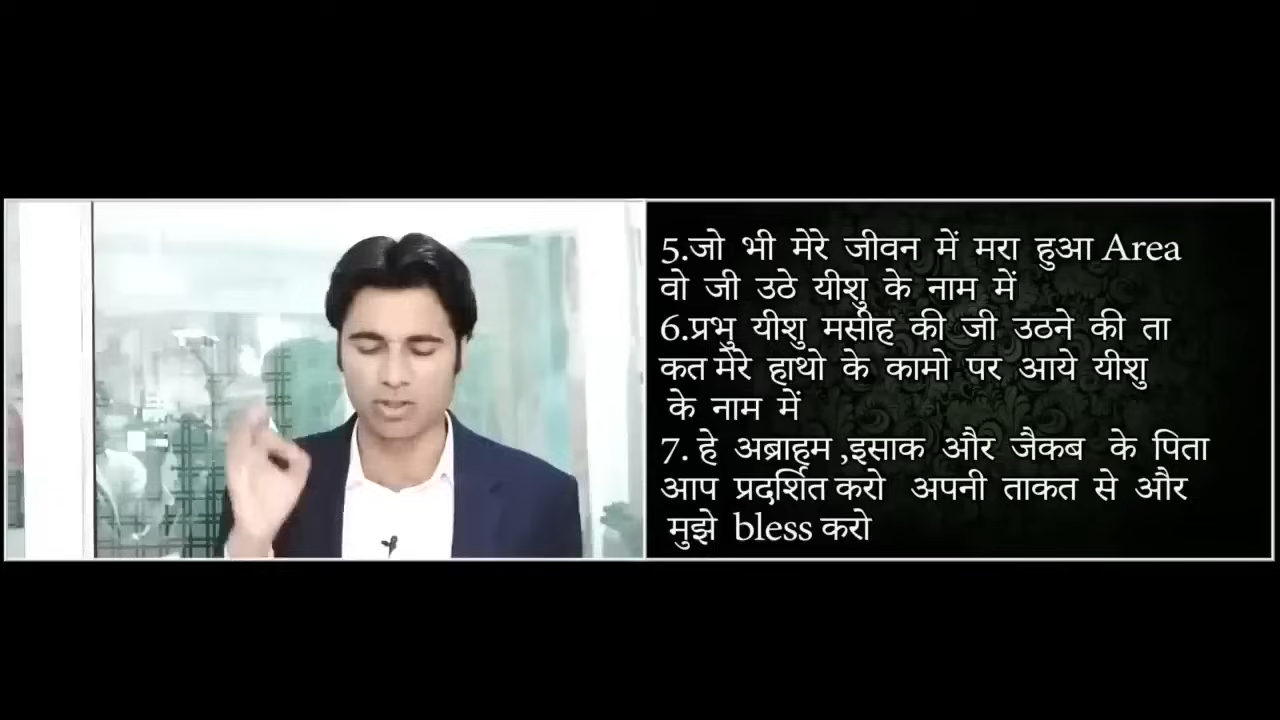 5.जो भी मेरे जीवन में मरा हुआ Area
वो जी उठे यीशु के नाम में
6.प्रभु यीशु मसीह की जी उठने की ता
कत मेरे हाथो के कामो पर आये यीशु
के नाम में
7. हे अब्राहम ,इसाक और जैकब के पिता
आप प्रदर्शित करो अपनी ताकत से और
मुझे bless करो